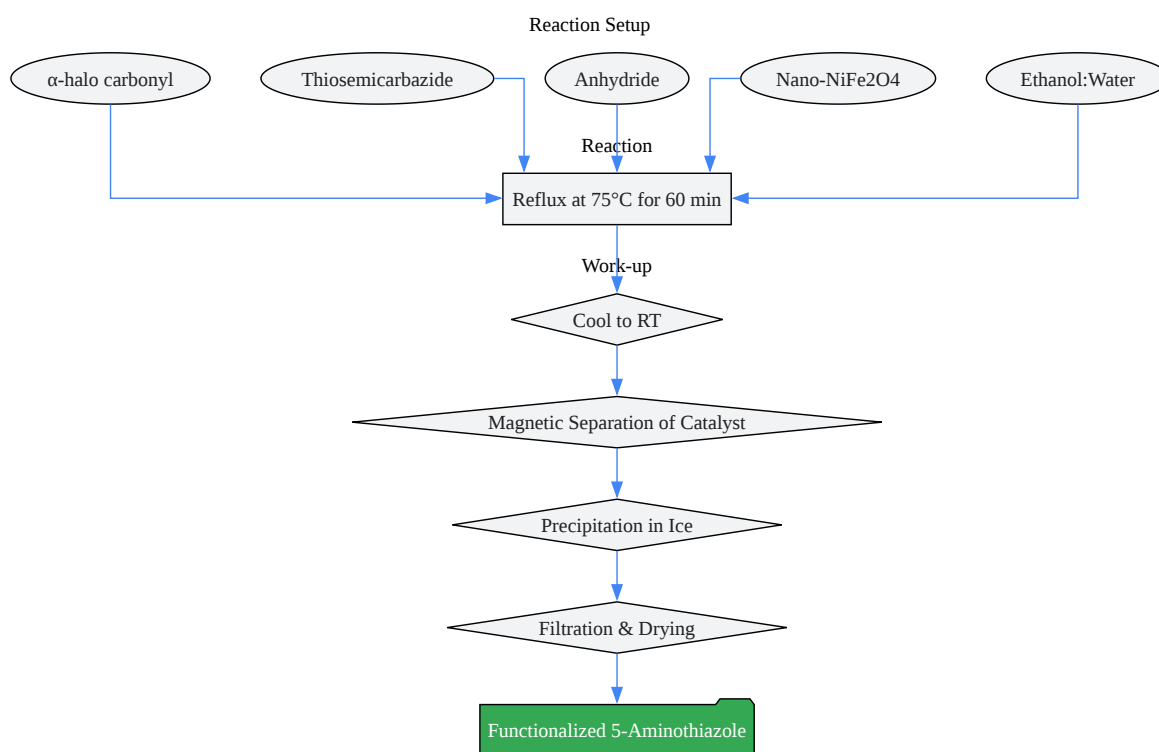 Reaction Setup
α-halo carbonyl
Thiosemicarbazide
Anhydride
Nano-NiFe2O4
Ethanol:Water
Reaction
Reflux at 75°C for 60 min
Work-up
Cool to RT
Magnetic Separation of Catalyst
Precipitation in Ice
Filtration & Drying
Functionalized 5-Aminothiazole